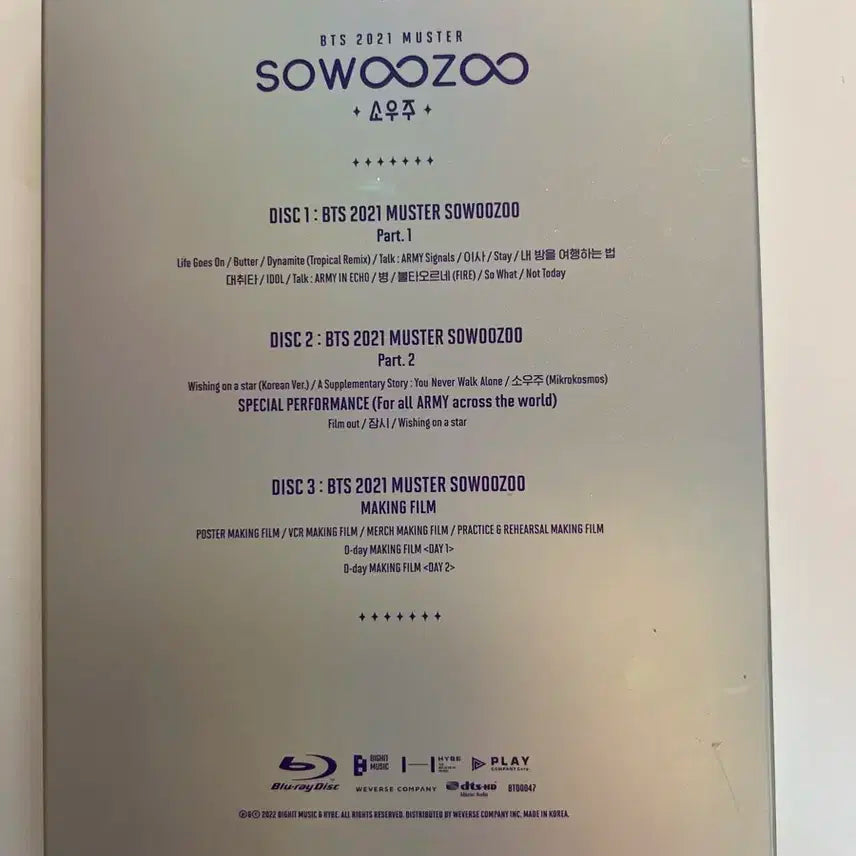 BTS 2021 MUSTER
SOWOOZOO
소우주
DISC 1 : BTS 2021 MUSTER SOWOOZOO
Part. 1
Life Goes On / Butter / Dynamite (Tropical Remix) / Talk : ARMY Signals / 이사 / Stay / 내 방을 여행하는 법
대취타 / IDOL / Talk : ARMY IN ECHO / 병 / 불타오르네 (FIRE) / So What / Not Today
DISC 2 : BTS 2021 MUSTER SOWOOZOO
Part. 2
Wishing on a star (Korean Ver.) / A Supplementary Story : You Never Walk Alone / 소우주 (Mikrokosmos)
SPECIAL PERFORMANCE (For all ARMY across the world)
Film out / 잠시 / Wishing on a star
DISC 3 : BTS 2021 MUSTER SOWOOZOO
MAKING FILM
POSTER MAKING FILM / VCR MAKING FILM / MERCH MAKING FILM / PRACTICE & REHEARSAL MAKING FILM
D-day MAKING FILM <DAY 1>
D-day MAKING FILM <DAY 2>
Blu-ray Disc BIGHIT MUSIC HYBE PLAY COMPANY Corp.
WEVERSE COMPANY dts-HD Master Audio BTD0047
℗&© 2022 BIGHIT MUSIC & HYBE. ALL RIGHTS RESERVED. DISTRIBUTED BY WEVERSE COMPANY INC. MADE IN KOREA.